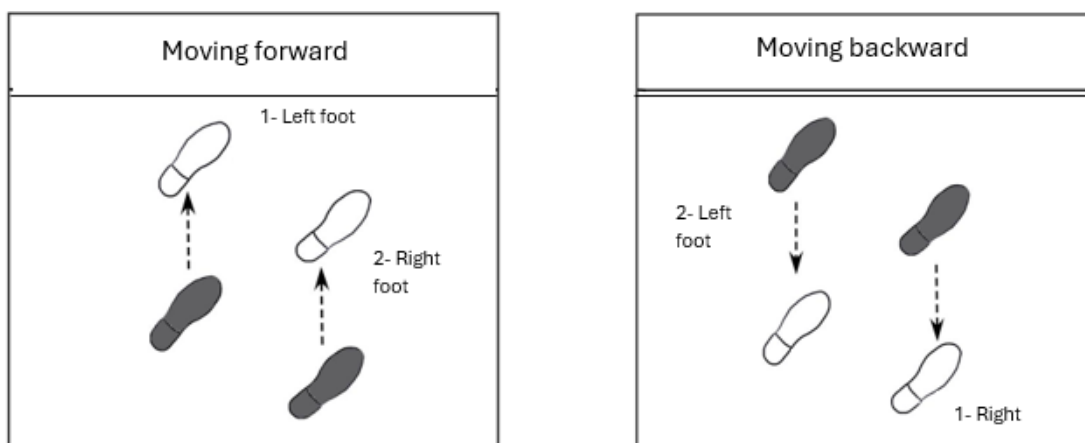 Moving forward
1- Left foot
2- Right
foot
Moving backward
2- Left
foot
1- Right